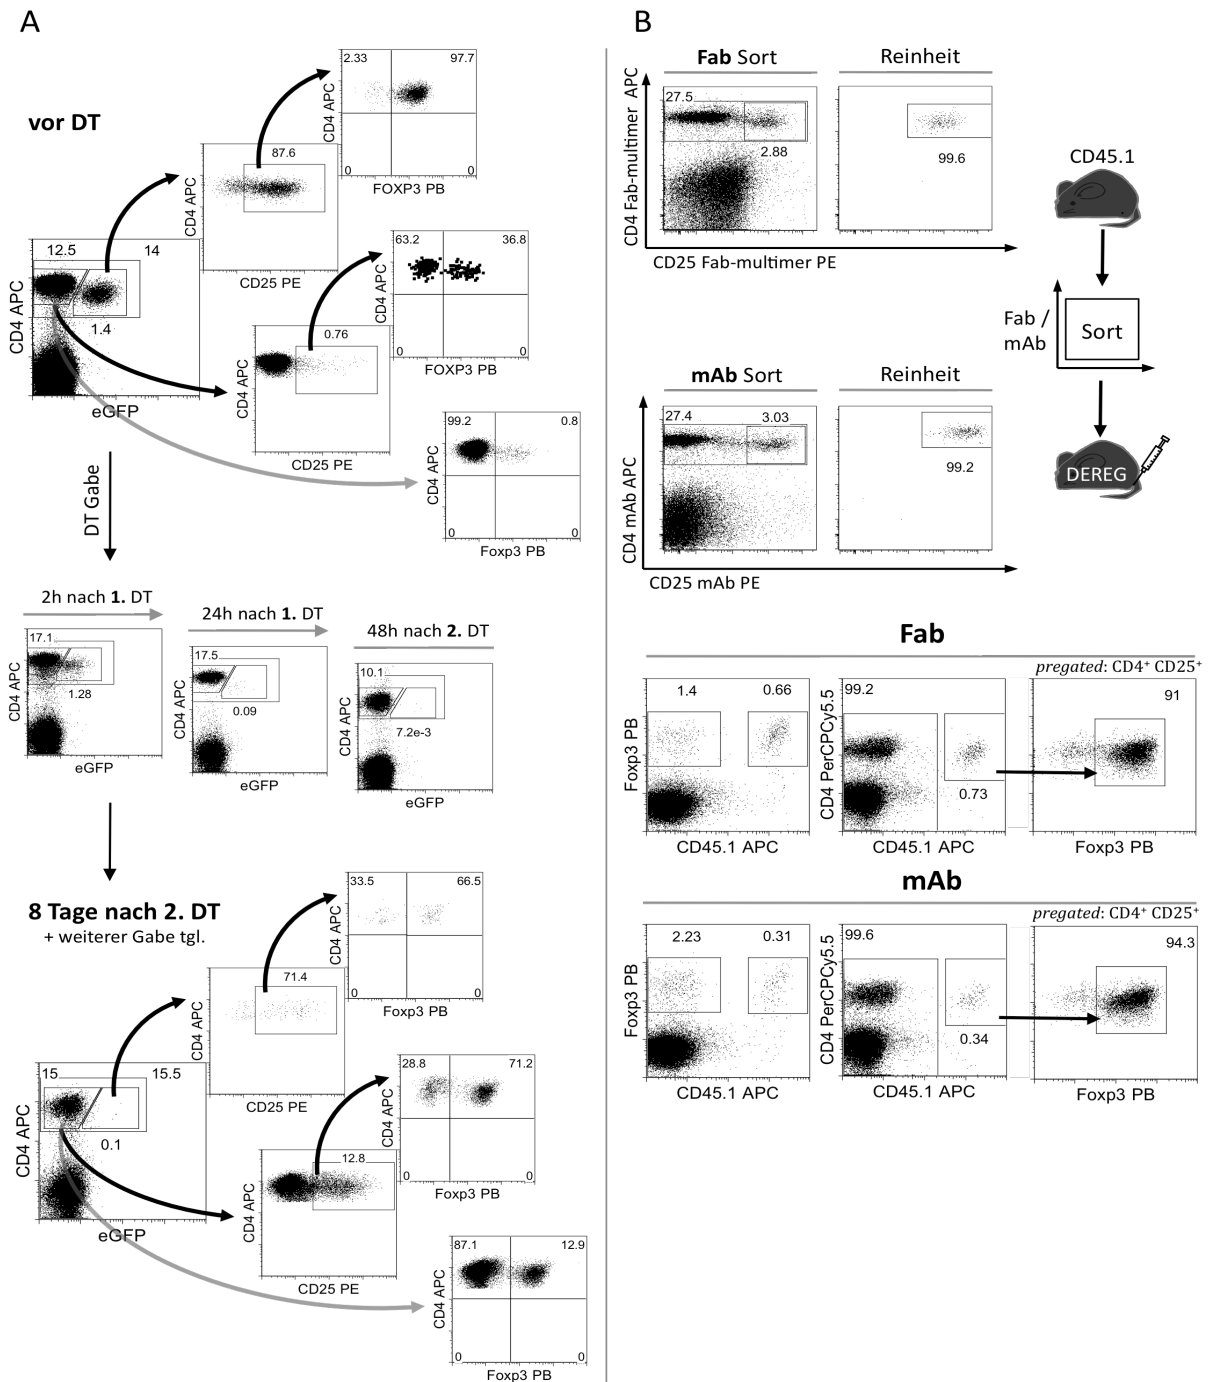 A
vor DT
2.33
97.7
CD4 APC
0
0
FOXP3 PB
87.6
CD4 APC
CD25 PE
12.5
14
CD4 APC
1.4
eGFP
63.2
36.8
CD4 APC
0
0
FOXP3 PB
0.76
CD4 APC
CD25 PE
99.2
0.8
CD4 APC
0
0
Foxp3 PB
DT Gabe
2h nach 1. DT
17.1
CD4 APC
1.28
eGFP
24h nach 1. DT
17.5
CD4 APC
0.09
eGFP
48h nach 2. DT
10.1
CD4 APC
7.2e-3
eGFP
8 Tage nach 2. DT
+ weiterer Gabe tgl.
33.5
66.5
CD4 APC
0
0
Foxp3 PB
71.4
CD4 APC
CD25 PE
15
15.5
CD4 APC
0.1
eGFP
28.8
71.2
CD4 APC
0
0
Foxp3 PB
12.8
CD4 APC
CD25 PE
87.1
12.9
CD4 APC
0
0
Foxp3 PB
B
Fab Sort
Reinheit
CD4 Fab-multimer APC
27.5
2.88
99.6
CD25 Fab-multimer PE
mAb Sort
Reinheit
CD4 mAb APC
27.4
3.03
99.2
CD25 mAb PE
CD45.1
Fab /
mAb
Sort
DEREG
Fab
pregated: CD4⁺ CD25⁺
Foxp3 PB
1.4
0.66
CD45.1 APC
CD4 PerCPCy5.5
99.2
0.73
CD45.1 APC
91
Foxp3 PB
mAb
pregated: CD4⁺ CD25⁺
Foxp3 PB
2.23
0.31
CD45.1 APC
CD4 PerCPCy5.5
99.6
0.34
CD45.1 APC
94.3
Foxp3 PB